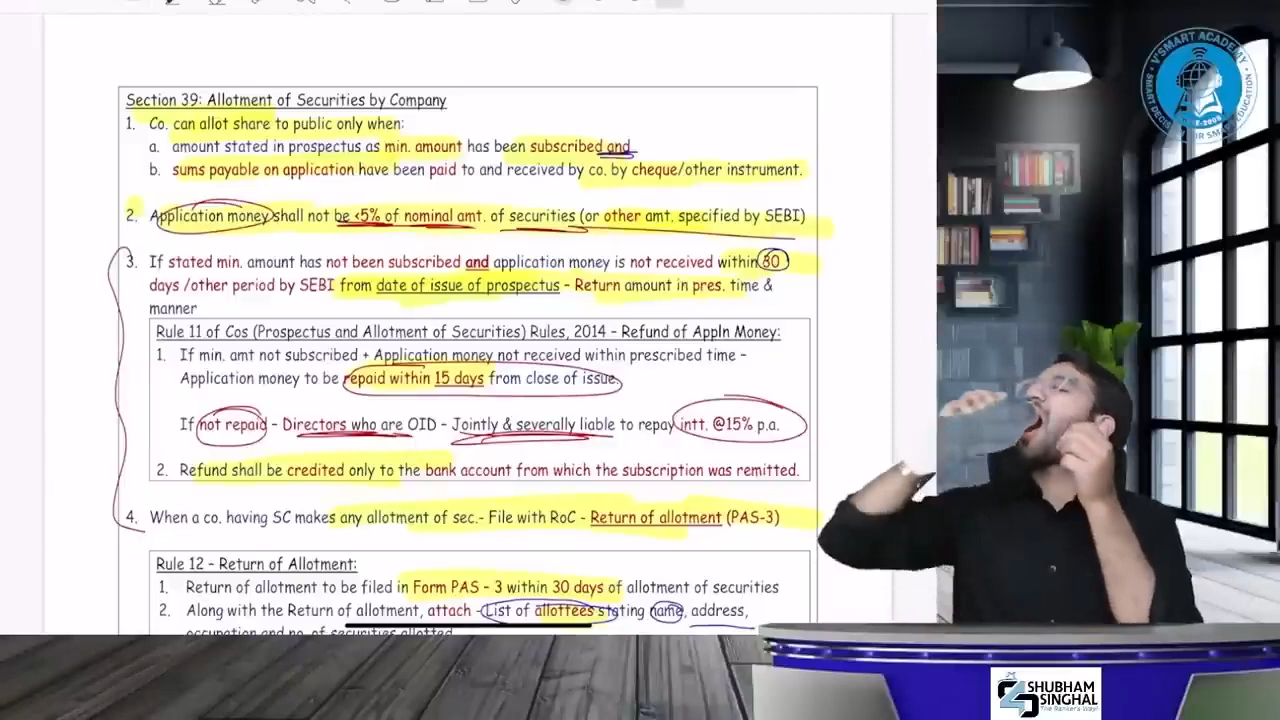 Section 39: Allotment of Securities by Company
1. Co. can allot share to public only when:
a. amount stated in prospectus as min. amount has been subscribed and
b. sums payable on application have been paid to and received by co. by cheque/other instrument.
2. Application money shall not be <5% of nominal amt. of securities (or other amt. specified by SEBI)
3. If stated min. amount has not been subscribed and application money is not received within 30
days /other period by SEBI from date of issue of prospectus – Return amount in pres. time &
manner
Rule 11 of Cos (Prospectus and Allotment of Securities) Rules, 2014 – Refund of Appln Money:
1. If min. amt not subscribed + Application money not received within prescribed time –
Application money to be repaid within 15 days from close of issue.
If not repaid – Directors who are OID – Jointly & severally liable to repay intt. @15% p.a.
2. Refund shall be credited only to the bank account from which the subscription was remitted.
4. When a co. having SC makes any allotment of sec.- File with RoC - Return of allotment (PAS-3)
Rule 12 – Return of Allotment:
1. Return of allotment to be filed in Form PAS – 3 within 30 days of allotment of securities
2. Along with the Return of allotment, attach – List of allottees stating name, address,
occupation and no. of securities allotted
V'SMART ACADEMY
SHUBHAM
SINGHAL
The Ranker's Way!